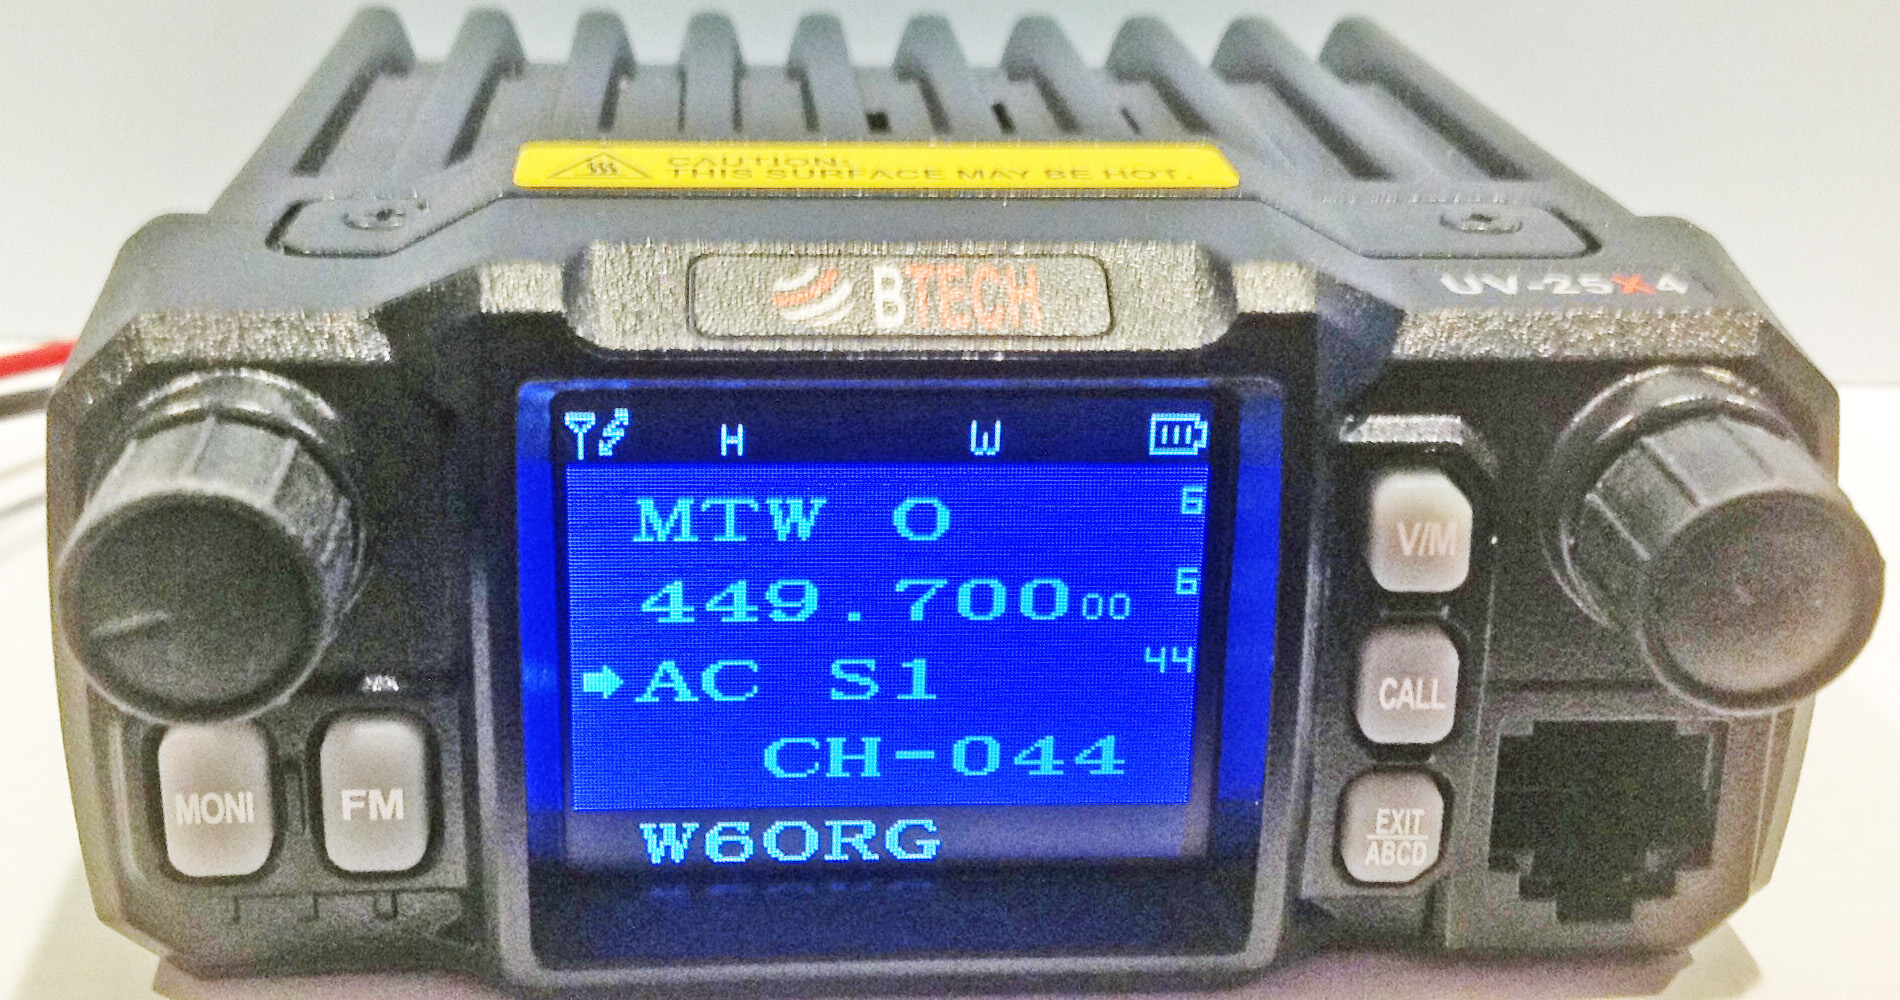 CAUTION:
THIS SURFACE MAY BE HOT.
BTECH
UV-25X4
H W
MTW O 6
449.70000 6
AC S1 44
CH-044
W6ORG
MONI
FM
V/M
CALL
EXIT
ABCD